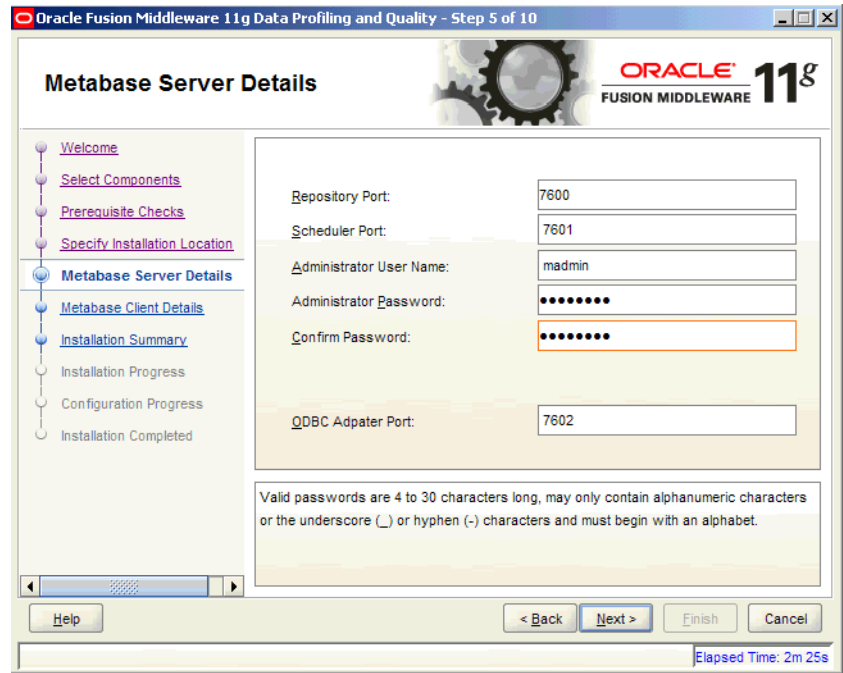 Oracle Fusion Middleware 11g Data Profiling and Quality - Step 5 of 10
Metabase Server Details
ORACLE
FUSION MIDDLEWARE 11g
Welcome
Select Components
Prerequisite Checks
Specify Installation Location
Metabase Server Details
Metabase Client Details
Installation Summary
Installation Progress
Configuration Progress
Installation Completed
Repository Port: 7600
Scheduler Port: 7601
Administrator User Name: madmin
Administrator Password: ●●●●●●●●
Confirm Password: ●●●●●●●●
ODBC Adpater Port: 7602
Valid passwords are 4 to 30 characters long, may only contain alphanumeric characters
or the underscore (_) or hyphen (-) characters and must begin with an alphabet.
Help
< Back
Next >
Finish
Cancel
Elapsed Time: 2m 25s